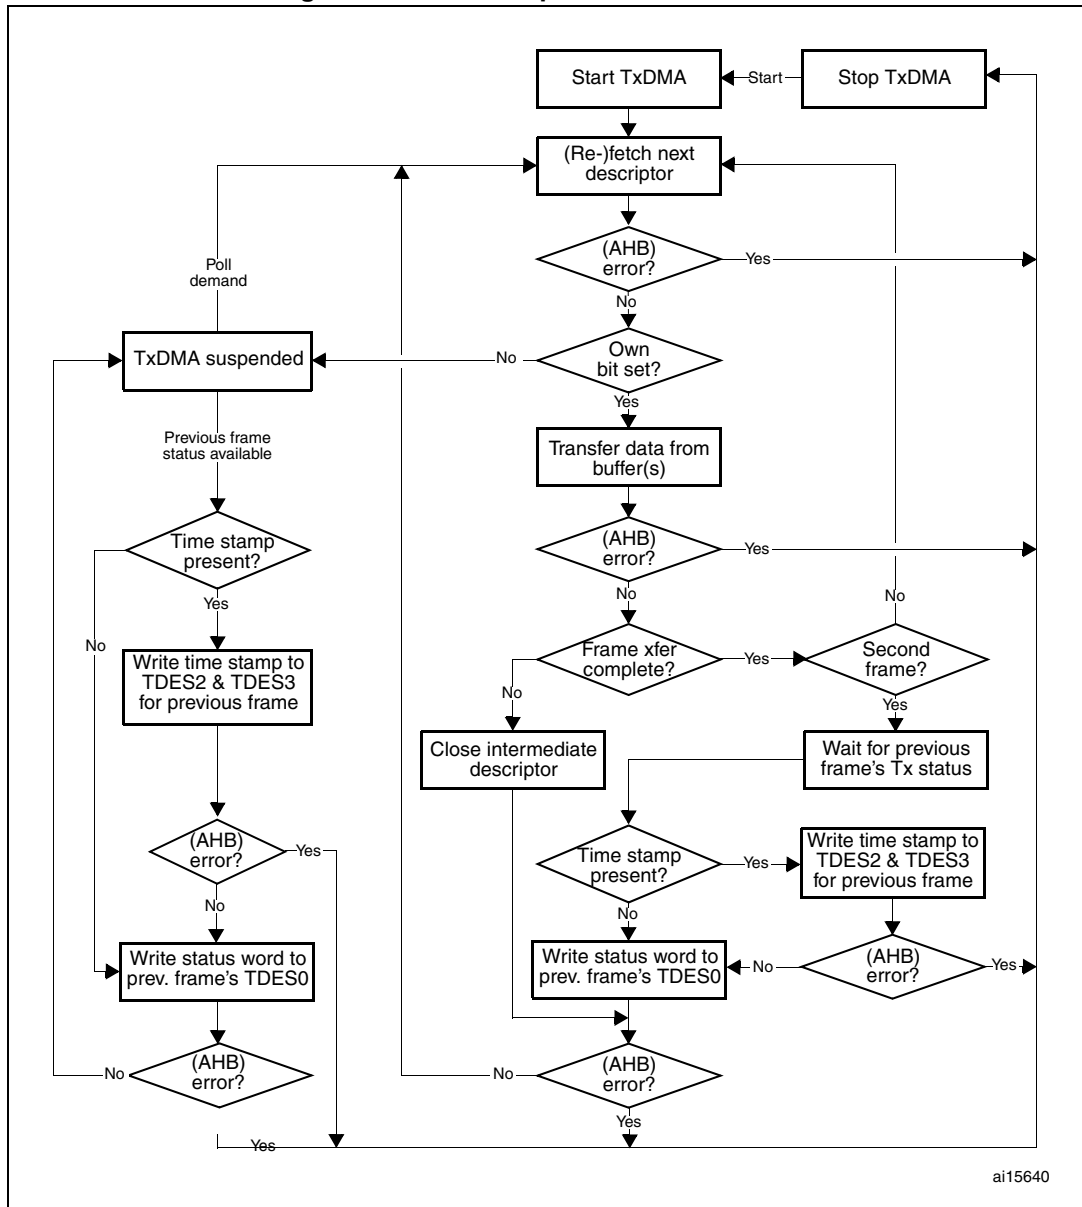 Start TxDMA
Start
Stop TxDMA
(Re-)fetch next
descriptor
(AHB)
error?
Yes
No
Poll
demand
TxDMA suspended
No
Own
bit set?
Yes
Previous frame
status available
Transfer data from
buffer(s)
Time stamp
present?
(AHB)
error?
Yes
No
Yes
No
No
Write time stamp to
TDES2 & TDES3
for previous frame
Frame xfer
complete?
Yes
Second
frame?
No
Yes
Close intermediate
descriptor
Wait for previous
frame's Tx status
(AHB)
error?
Yes
No
Time stamp
present?
Yes
Write time stamp to
TDES2 & TDES3
for previous frame
No
Write status word to
prev. frame's TDES0
Write status word to
prev. frame's TDES0
No
(AHB)
error?
Yes
No
(AHB)
error?
No
(AHB)
error?
Yes
Yes
ai15640